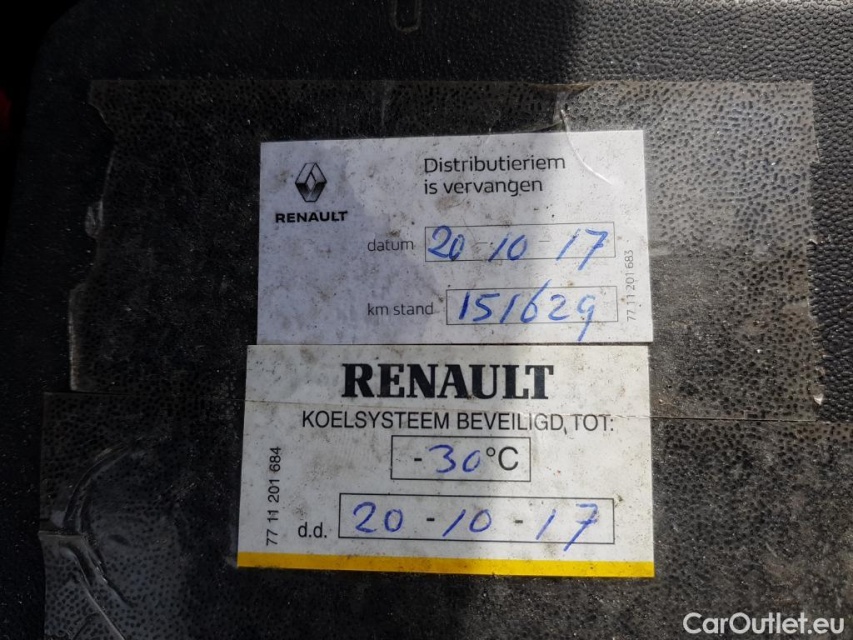 RENAULT
Distributieriem
is vervangen
datum 20-10-17
km stand 151629
77 11 201 683
RENAULT
KOELSYSTEEM BEVEILIGD, TOT:
-30°C
d.d. 20-10-17
77 11 201 684
CarOutlet.eu